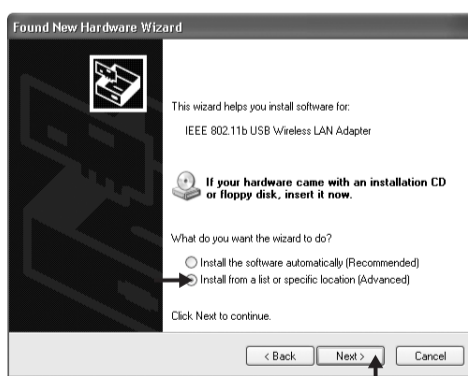 Found New Hardware Wizard
This wizard helps you install software for:
IEEE 802.11b USB Wireless LAN Adapter
If your hardware came with an installation CD
or floppy disk, insert it now.
What do you want the wizard to do?
Install the software automatically (Recommended)
Install from a list or specific location (Advanced)
Click Next to continue.
< Back
Next >
Cancel